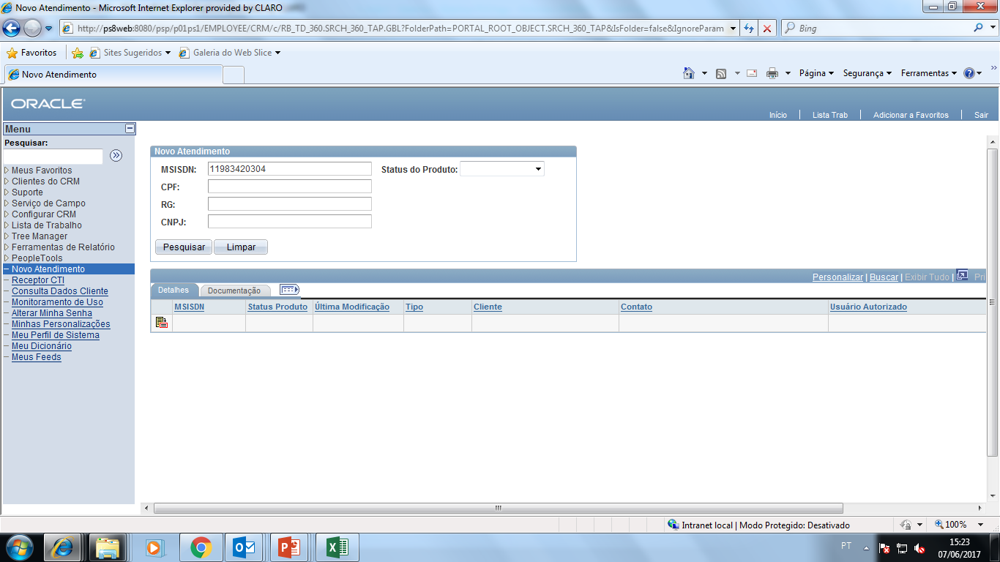 Novo Atendimento - Microsoft Internet Explorer provided by CLARO
http://ps8web:8080/psp/p01ps1/EMPLOYEE/CRM/c/RB_TD_360.SRCH_360_TAP.GBL?FolderPath=PORTAL_ROOT_OBJECT.SRCH_360_TAP&IsFolder=false&IgnoreParam
Bing
Favoritos
Sites Sugeridos
Galeria do Web Slice
Novo Atendimento
Página
Segurança
Ferramentas
ORACLE
Início
Lista Trab
Adicionar a Favoritos
Sair
Menu
Pesquisar:
Meus Favoritos
Clientes do CRM
Suporte
Serviço de Campo
Configurar CRM
Lista de Trabalho
Tree Manager
Ferramentas de Relatório
PeopleTools
Novo Atendimento
Receptor CTI
Consulta Dados Cliente
Monitoramento de Uso
Alterar Minha Senha
Minhas Personalizações
Meu Perfil de Sistema
Meu Dicionário
Meus Feeds
Novo Atendimento
MSISDN: 11983420304 Status do Produto:
CPF:
RG:
CNPJ:
Pesquisar Limpar
Personalizar | Buscar | Exibir Tudo | Pri
Detalhes Documentação
MSISDN Status Produto Última Modificação Tipo Cliente Contato Usuário Autorizado
Intranet local | Modo Protegido: Desativado
100%
PT
15:23
07/06/2017